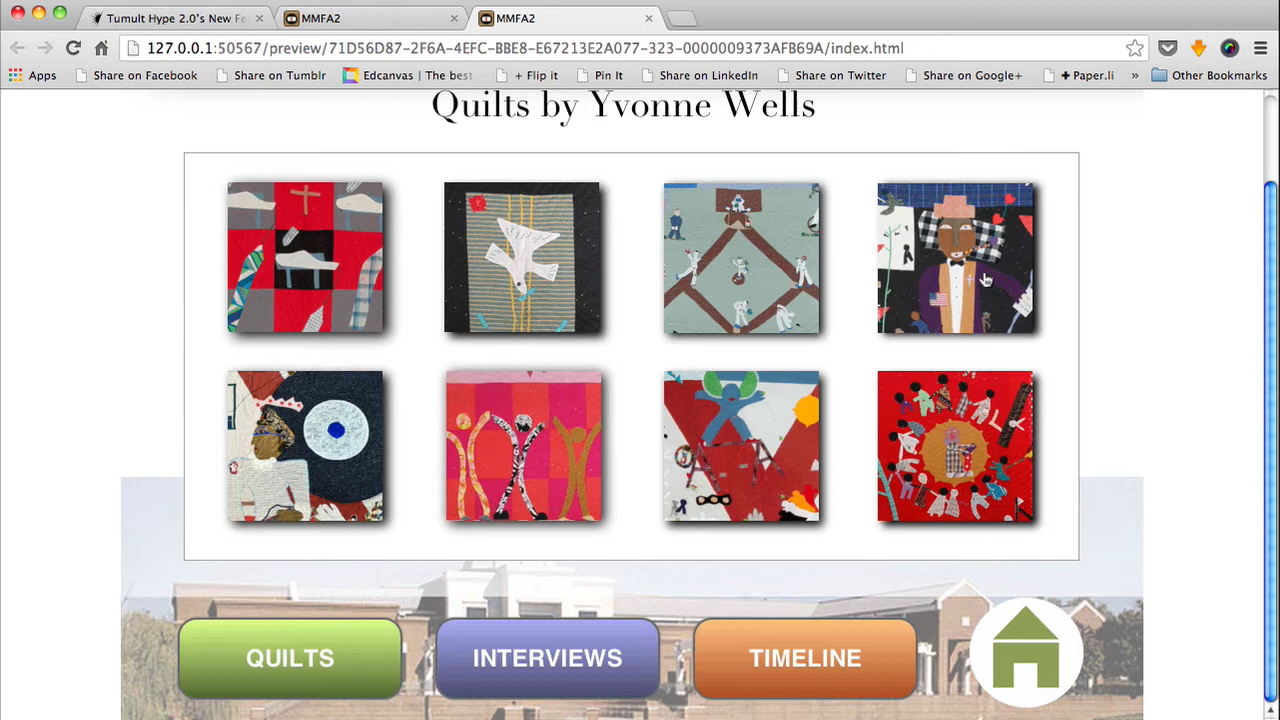 Tumult Hype 2.0's New Fe
MMFA2
MMFA2
127.0.0.1:50567/preview/71D56D87-2F6A-4EFC-BBE8-E67213E2A077-323-0000009373AFB69A/index.html
Apps
Share on Facebook
Share on Tumblr
Edcanvas | The best
+ Flip it
Pin It
Share on LinkedIn
Share on Twitter
Share on Google+
+ Paper.li
»
Other Bookmarks
Quilts by Yvonne Wells
QUILTS
INTERVIEWS
TIMELINE